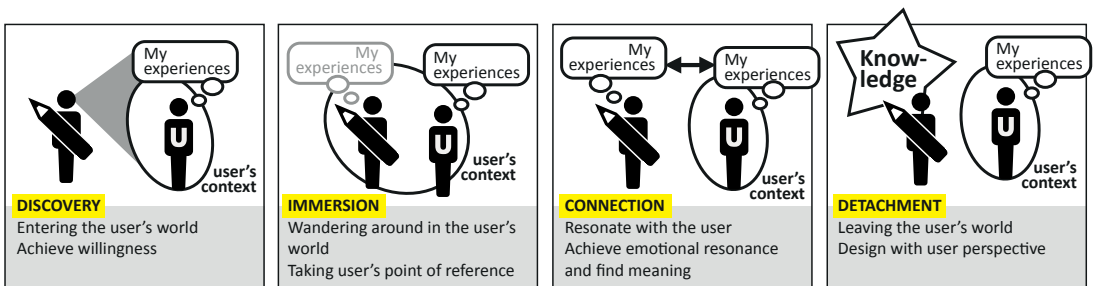 My
experiences
U
user's
context
DISCOVERY
Entering the user's world
Achieve willingness
My
experiences
My
experiences
U
user's
context
IMMERSION
Wandering around in the user's
world
Taking user's point of reference
My
experiences
My
experiences
U
user's
context
CONNECTION
Resonate with the user
Achieve emotional resonance
and find meaning
Know-
ledge
My
experiences
U
user's
context
DETACHMENT
Leaving the user's world
Design with user perspective